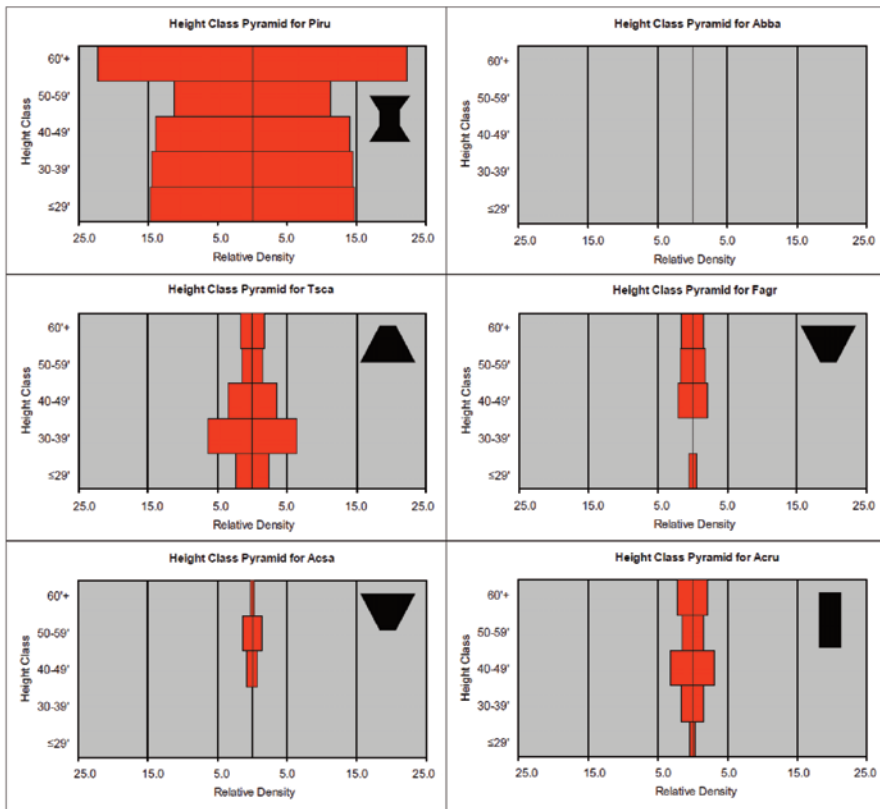 Height Class Pyramid for Piru
Height Class
60'+
50-59'
40-49'
30-39'
≤29'
25.0 15.0 5.0 5.0 15.0 25.0
Relative Density
Height Class Pyramid for Abba
Height Class
60'+
50-59'
40-49'
30-39'
≤29'
25.0 15.0 5.0 5.0 15.0 25.0
Relative Density
Height Class Pyramid for Tsca
Height Class
60'+
50-59'
40-49'
30-39'
≤29'
25.0 15.0 5.0 5.0 15.0 25.0
Relative Density
Height Class Pyramid for Fagr
Height Class
60'+
50-59'
40-49'
30-39'
≤29'
25.0 15.0 5.0 5.0 15.0 25.0
Relative Density
Height Class Pyramid for Acsa
Height Class
60'+
50-59'
40-49'
30-39'
≤29'
25.0 15.0 5.0 5.0 15.0 25.0
Relative Density
Height Class Pyramid for Acru
Height Class
60'+
50-59'
40-49'
30-39'
≤29'
25.0 15.0 5.0 5.0 15.0 25.0
Relative Density